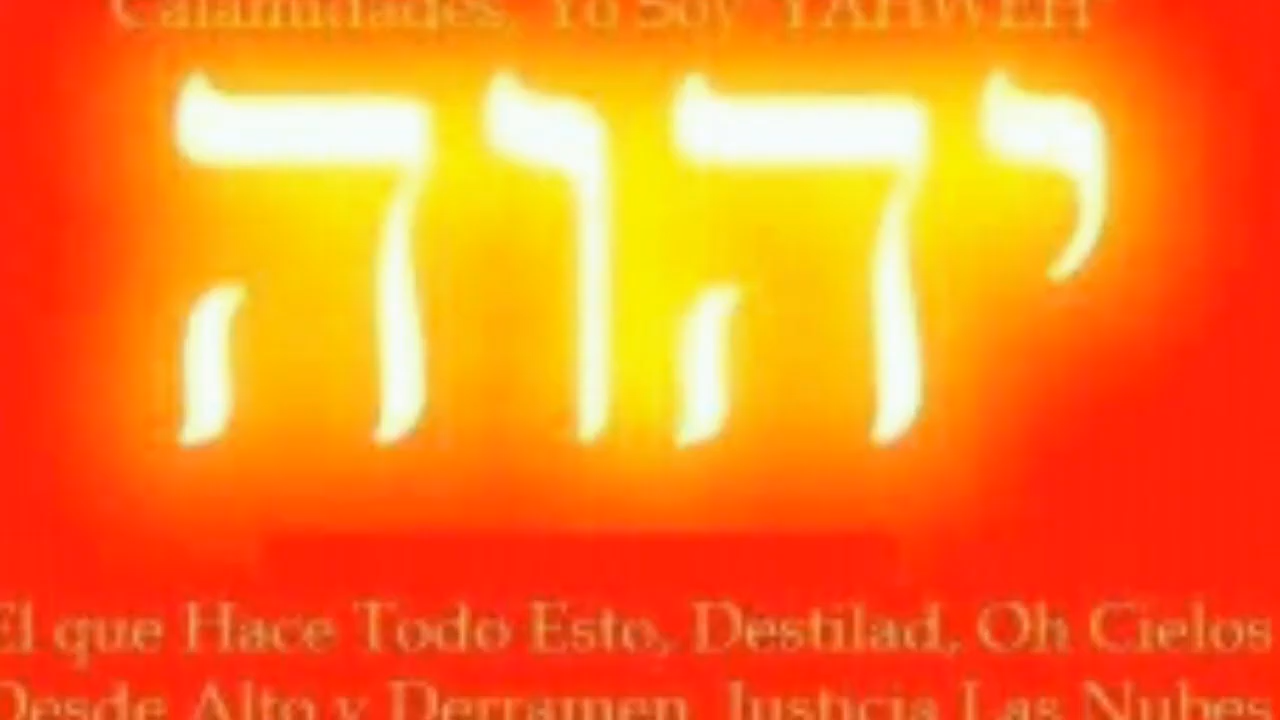 Calamidades, Yo Soy YAHWEH
יהוה
El que Hace Todo Esto, Destilad, Oh Cielos
Desde Alto y Derramen Justicia Las Nubes